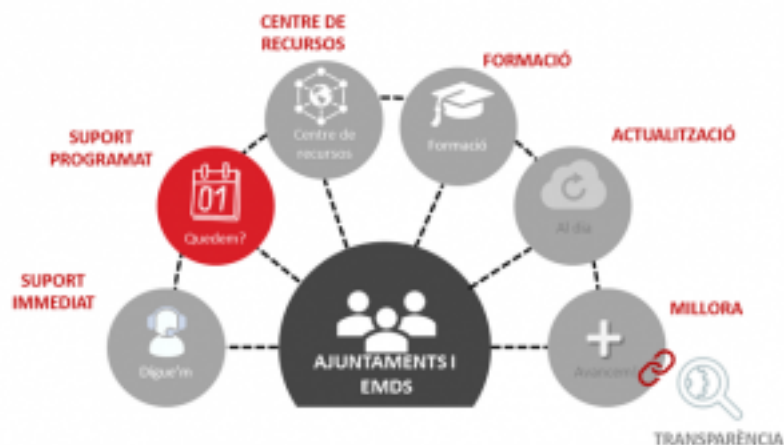 CENTRE DE
RECURSOS
FORMACIÓ
Centre de
recursos
Formació
SUPORT
PROGRAMAT
ACTUALITZACIÓ
01
Quedem?
Al dia
SUPORT
IMMEDIAT
MILLORA
Digue'm
AJUNTAMENTS I
EMDS
TRANSPARÈNCIA